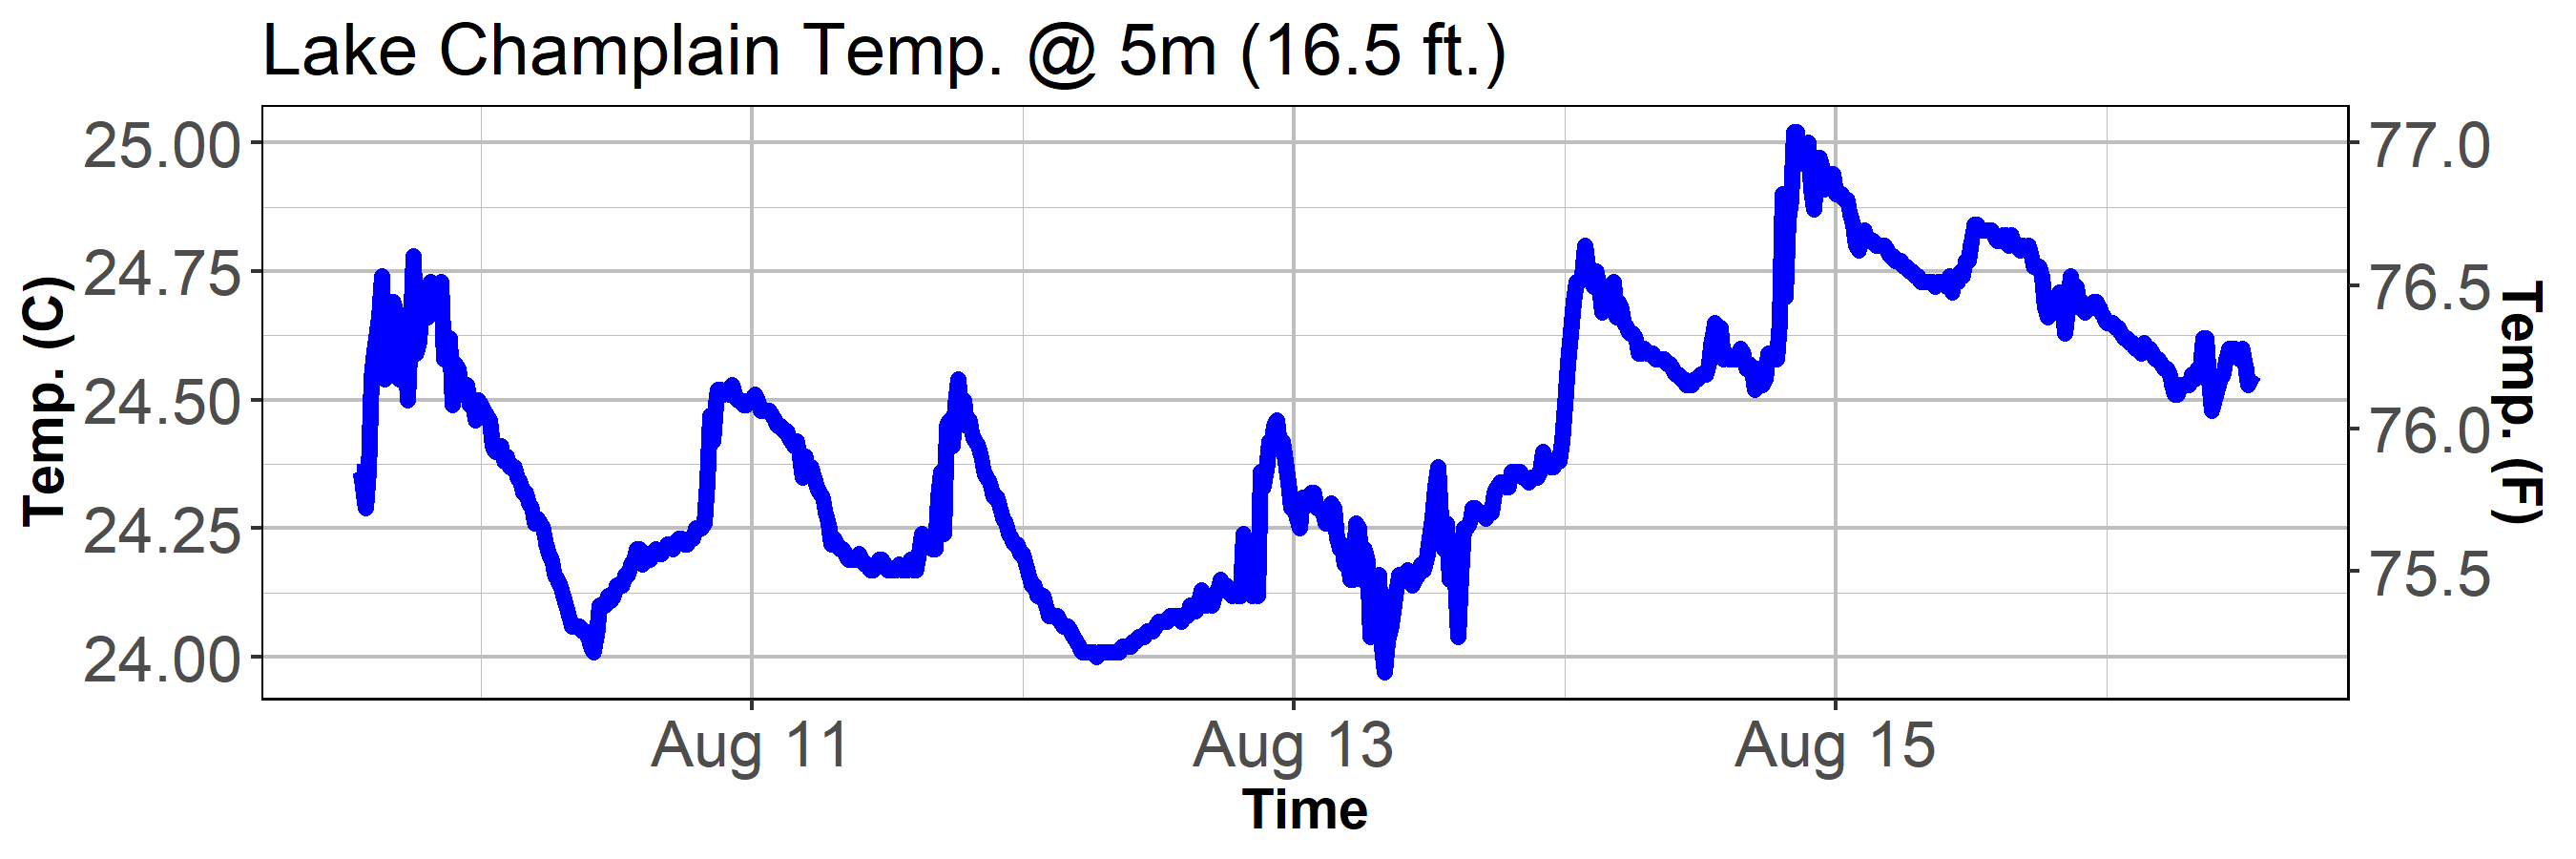 Lake Champlain Temp. @ 5m (16.5 ft.)
25.00
24.75
24.50
24.25
24.00
Temp. (C)
77.0
76.5
76.0
75.5
Temp. (F)
Aug 11 Aug 13 Aug 15
Time